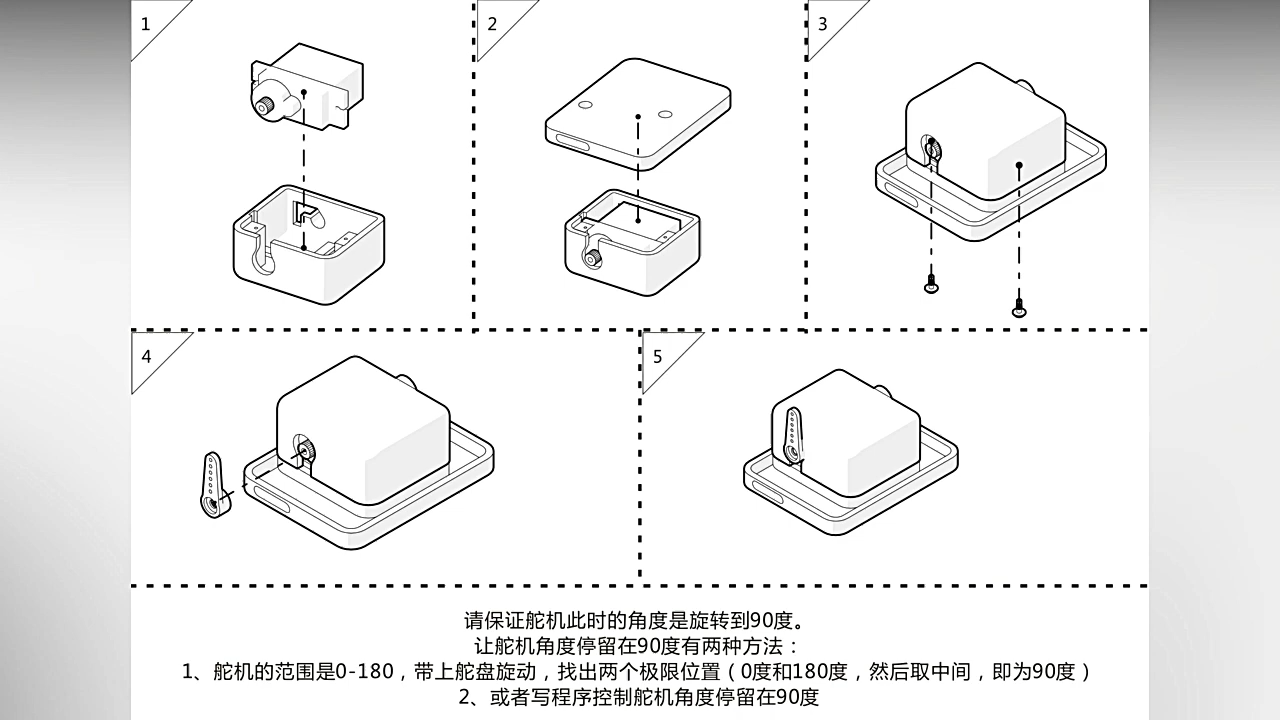 1
2
3
4
5
请保证舵机此时的角度是旋转到90度。
让舵机角度停留在90度有两种方法：
1、舵机的范围是0-180，带上舵盘旋动，找出两个极限位置（0度和180度，然后取中间，即为90度）
2、或者写程序控制舵机角度停留在90度